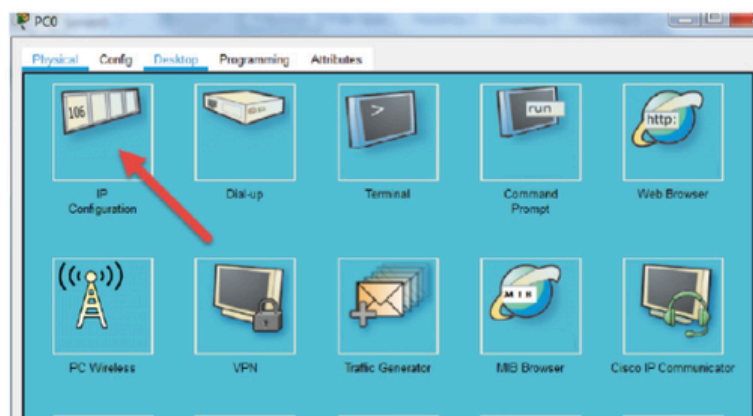 PC0
Physical Config Desktop Programming Attributes
106
>
run
http:
IP
Configuration
Dial-up
Terminal
Command
Prompt
Web Browser
MIB
PC Wireless
VPN
Traffic Generator
MIB Browser
Cisco IP Communicator